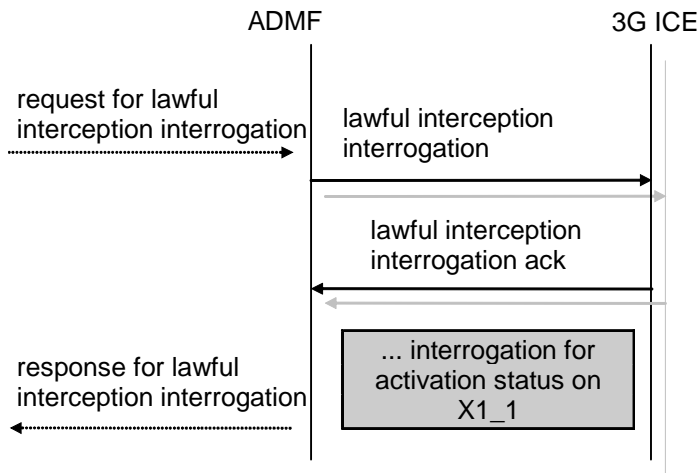 ADMF
3G ICE
request for lawful
interception interrogation
lawful interception
interrogation
lawful interception
interrogation ack
... interrogation for
activation status on
X1_1
response for lawful
interception interrogation